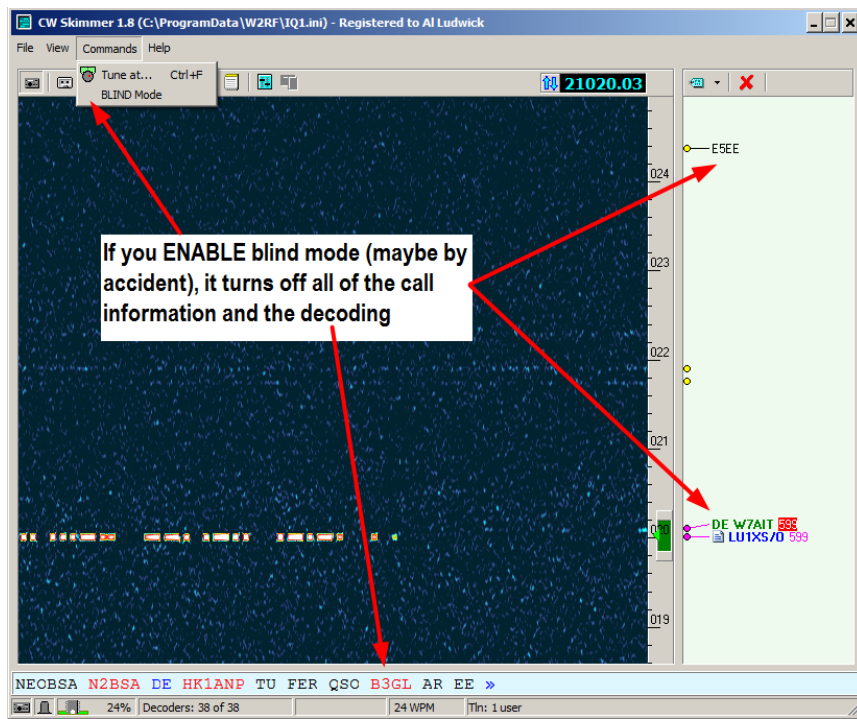 CW Skimmer 1.8 (C:\ProgramData\W2RF\IQ1.ini) - Registered to Al Ludwick
File View Commands Help
Tune at... Ctrl+F
BLIND Mode
21020.03
E5EE
024
If you ENABLE blind mode (maybe by
accident), it turns off all of the call
information and the decoding
023
022
021
020
DE W7AIT 599
LU1XS/O 599
019
NEOBSA N2BSA DE HK1ANP TU FER QSO B3GL AR EE »
24% Decoders: 38 of 38 24 WPM Tln: 1 user